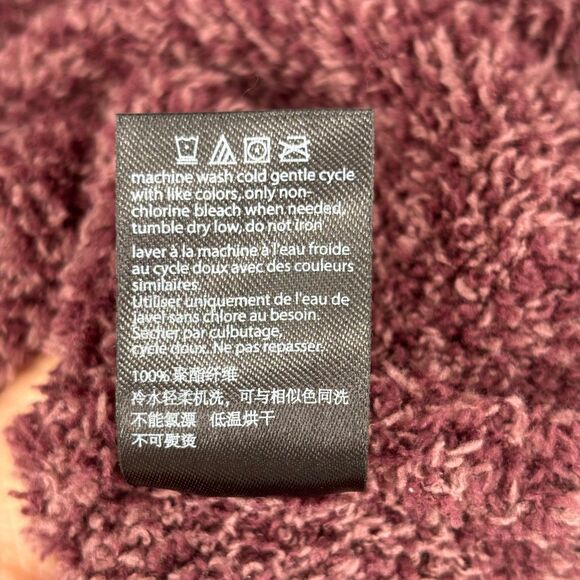 machine wash cold gentle cycle
with like colors, only non-
chlorine bleach when needed,
tumble dry low, do not iron
laver à la machine à l'eau froide
au cycle doux avec des couleurs
similaires.
Utiliser uniquement de l'eau de
javel sans chlore au besoin.
Sécher par culbutage,
cycle doux. Ne pas repasser.
100% 聚酯纤维
冷水轻柔机洗，可与相似色同洗
不能氯漂 低温烘干
不可熨烫